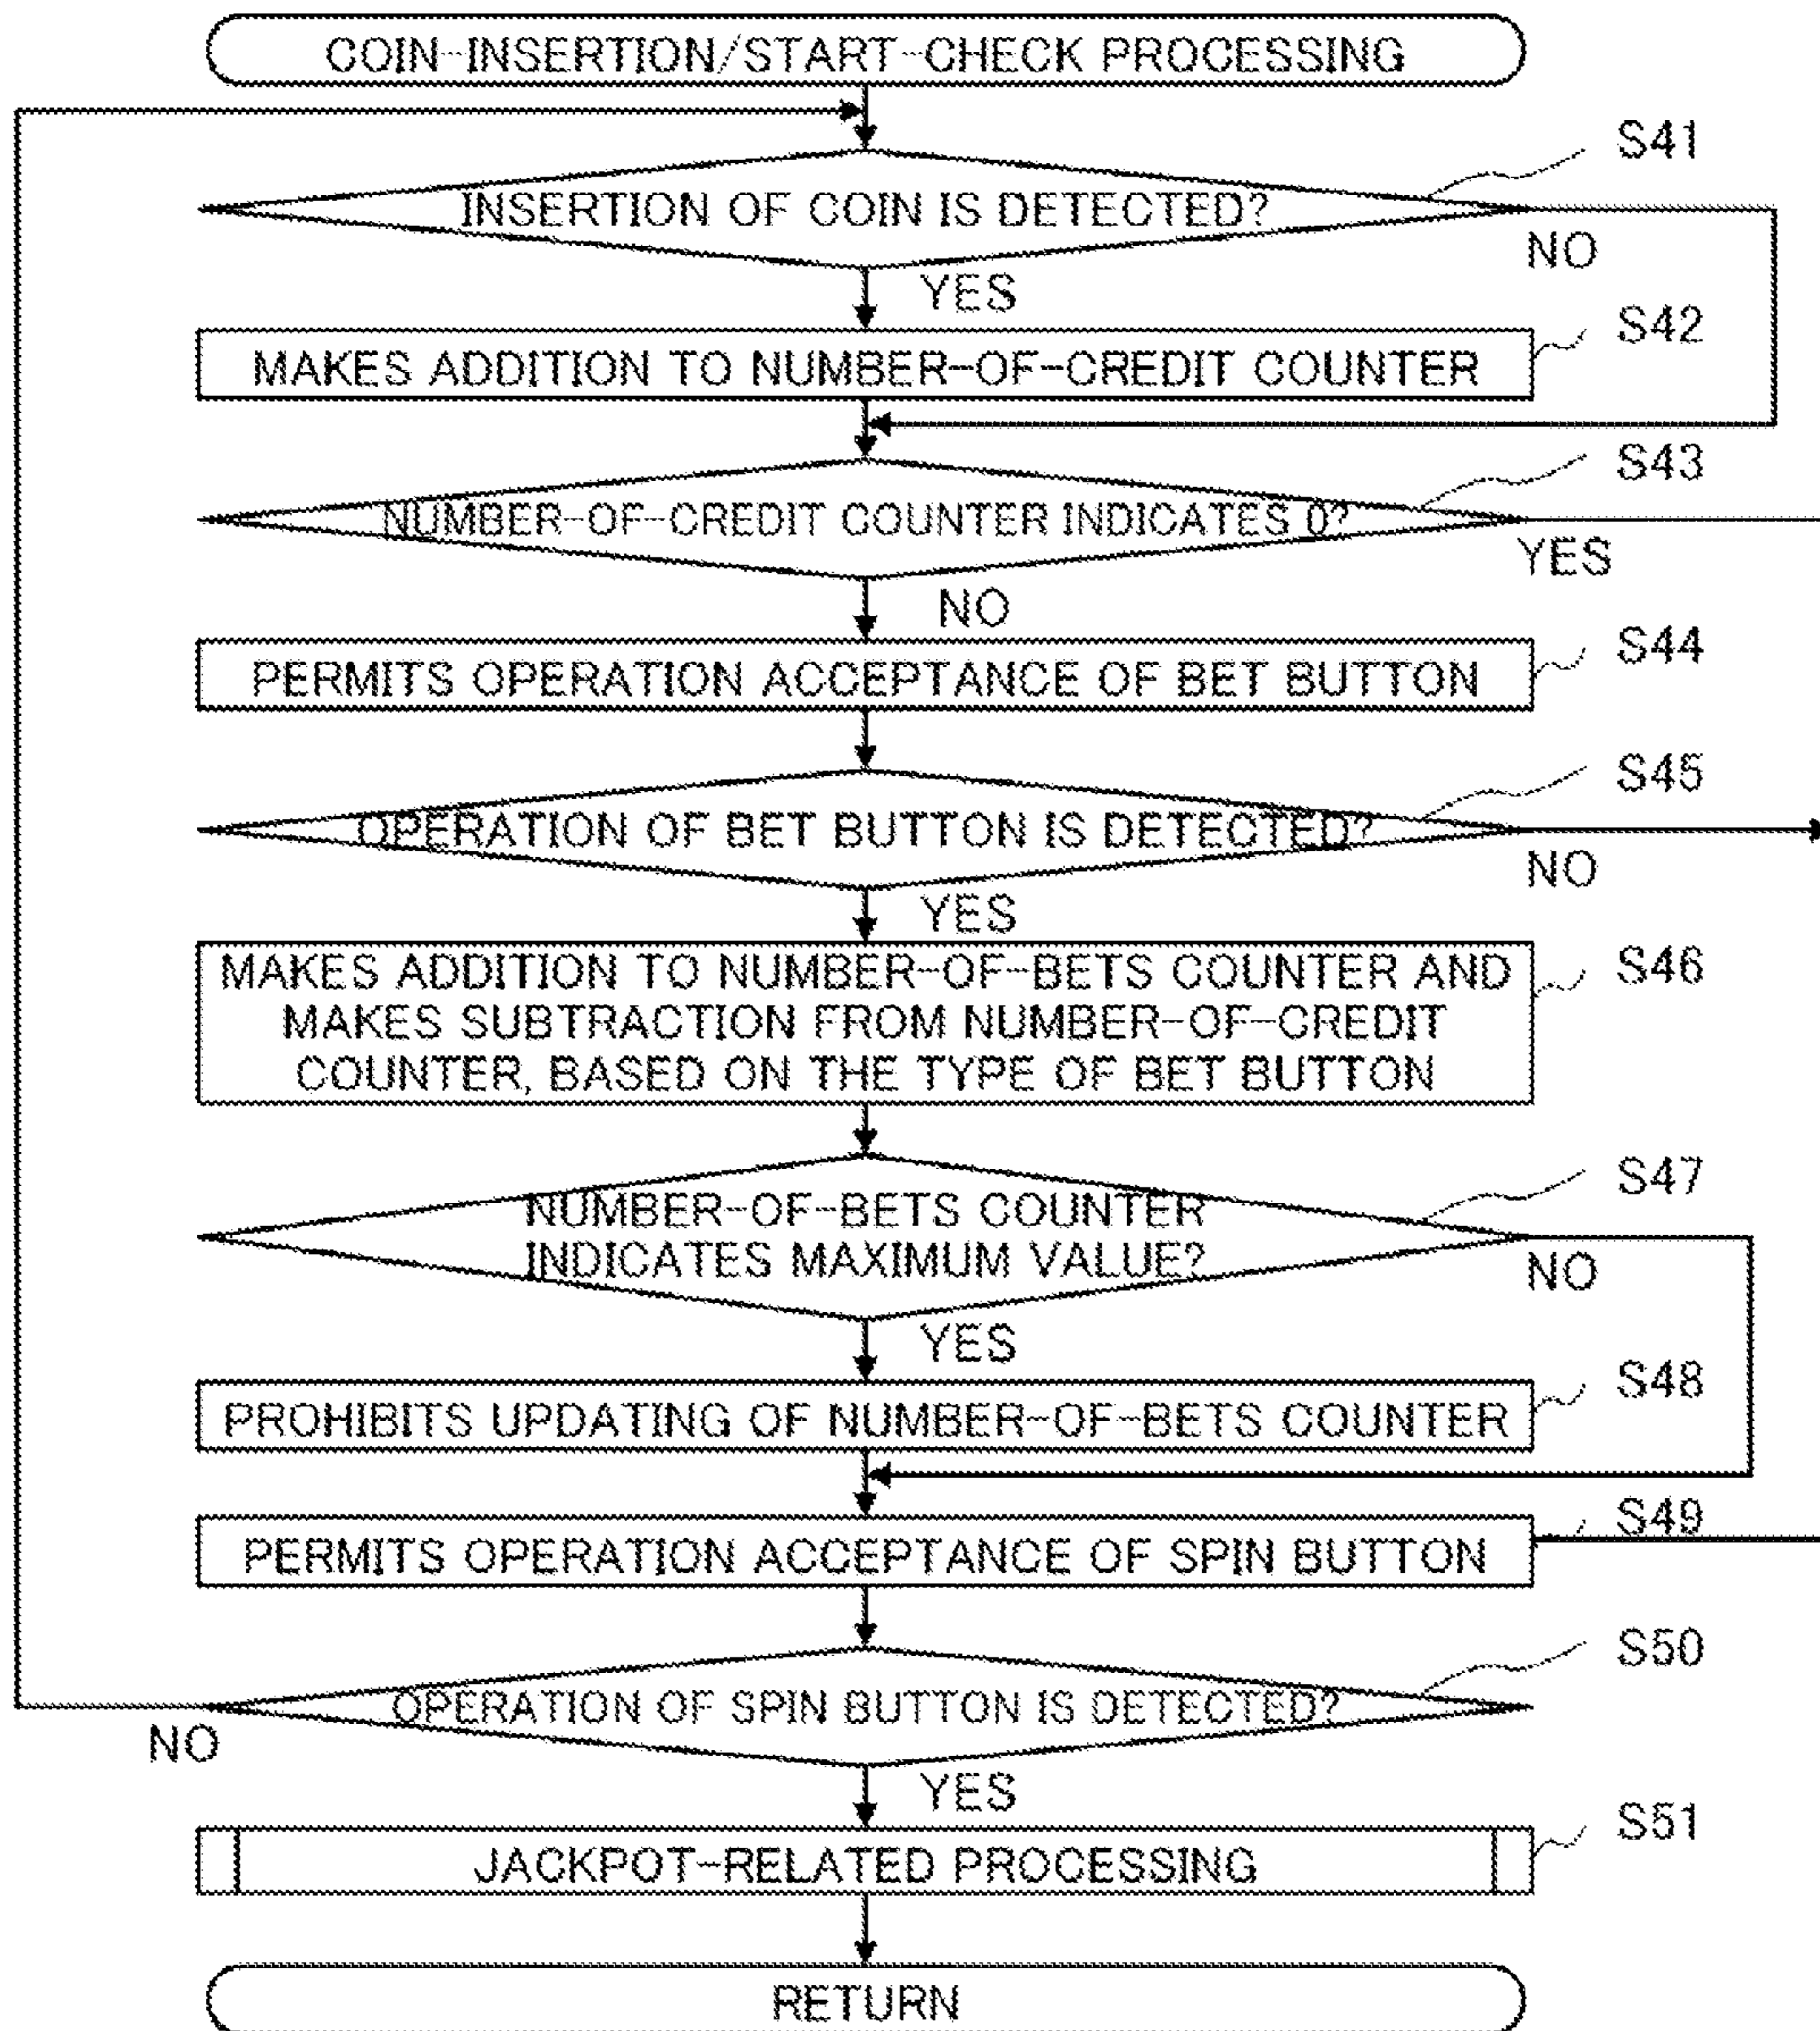 COIN-INSERTION/START-CHECK PROCESSING
S41
INSERTION OF COIN IS DETECTED?
NO
YES
S42
MAKES ADDITION TO NUMBER-OF-CREDIT COUNTER
S43
NUMBER-OF-CREDIT COUNTER INDICATES 0?
YES
NO
S44
PERMITS OPERATION ACCEPTANCE OF BET BUTTON
S45
OPERATION OF BET BUTTON IS DETECTED?
NO
YES
S46
MAKES ADDITION TO NUMBER-OF-BETS COUNTER AND
MAKES SUBTRACTION FROM NUMBER-OF-CREDIT
COUNTER, BASED ON THE TYPE OF BET BUTTON
S47
NUMBER-OF-BETS COUNTER
INDICATES MAXIMUM VALUE?
NO
YES
S48
PROHIBITS UPDATING OF NUMBER-OF-BETS COUNTER
S49
PERMITS OPERATION ACCEPTANCE OF SPIN BUTTON
S50
OPERATION OF SPIN BUTTON IS DETECTED?
NO
YES
S51
JACKPOT-RELATED PROCESSING
RETURN